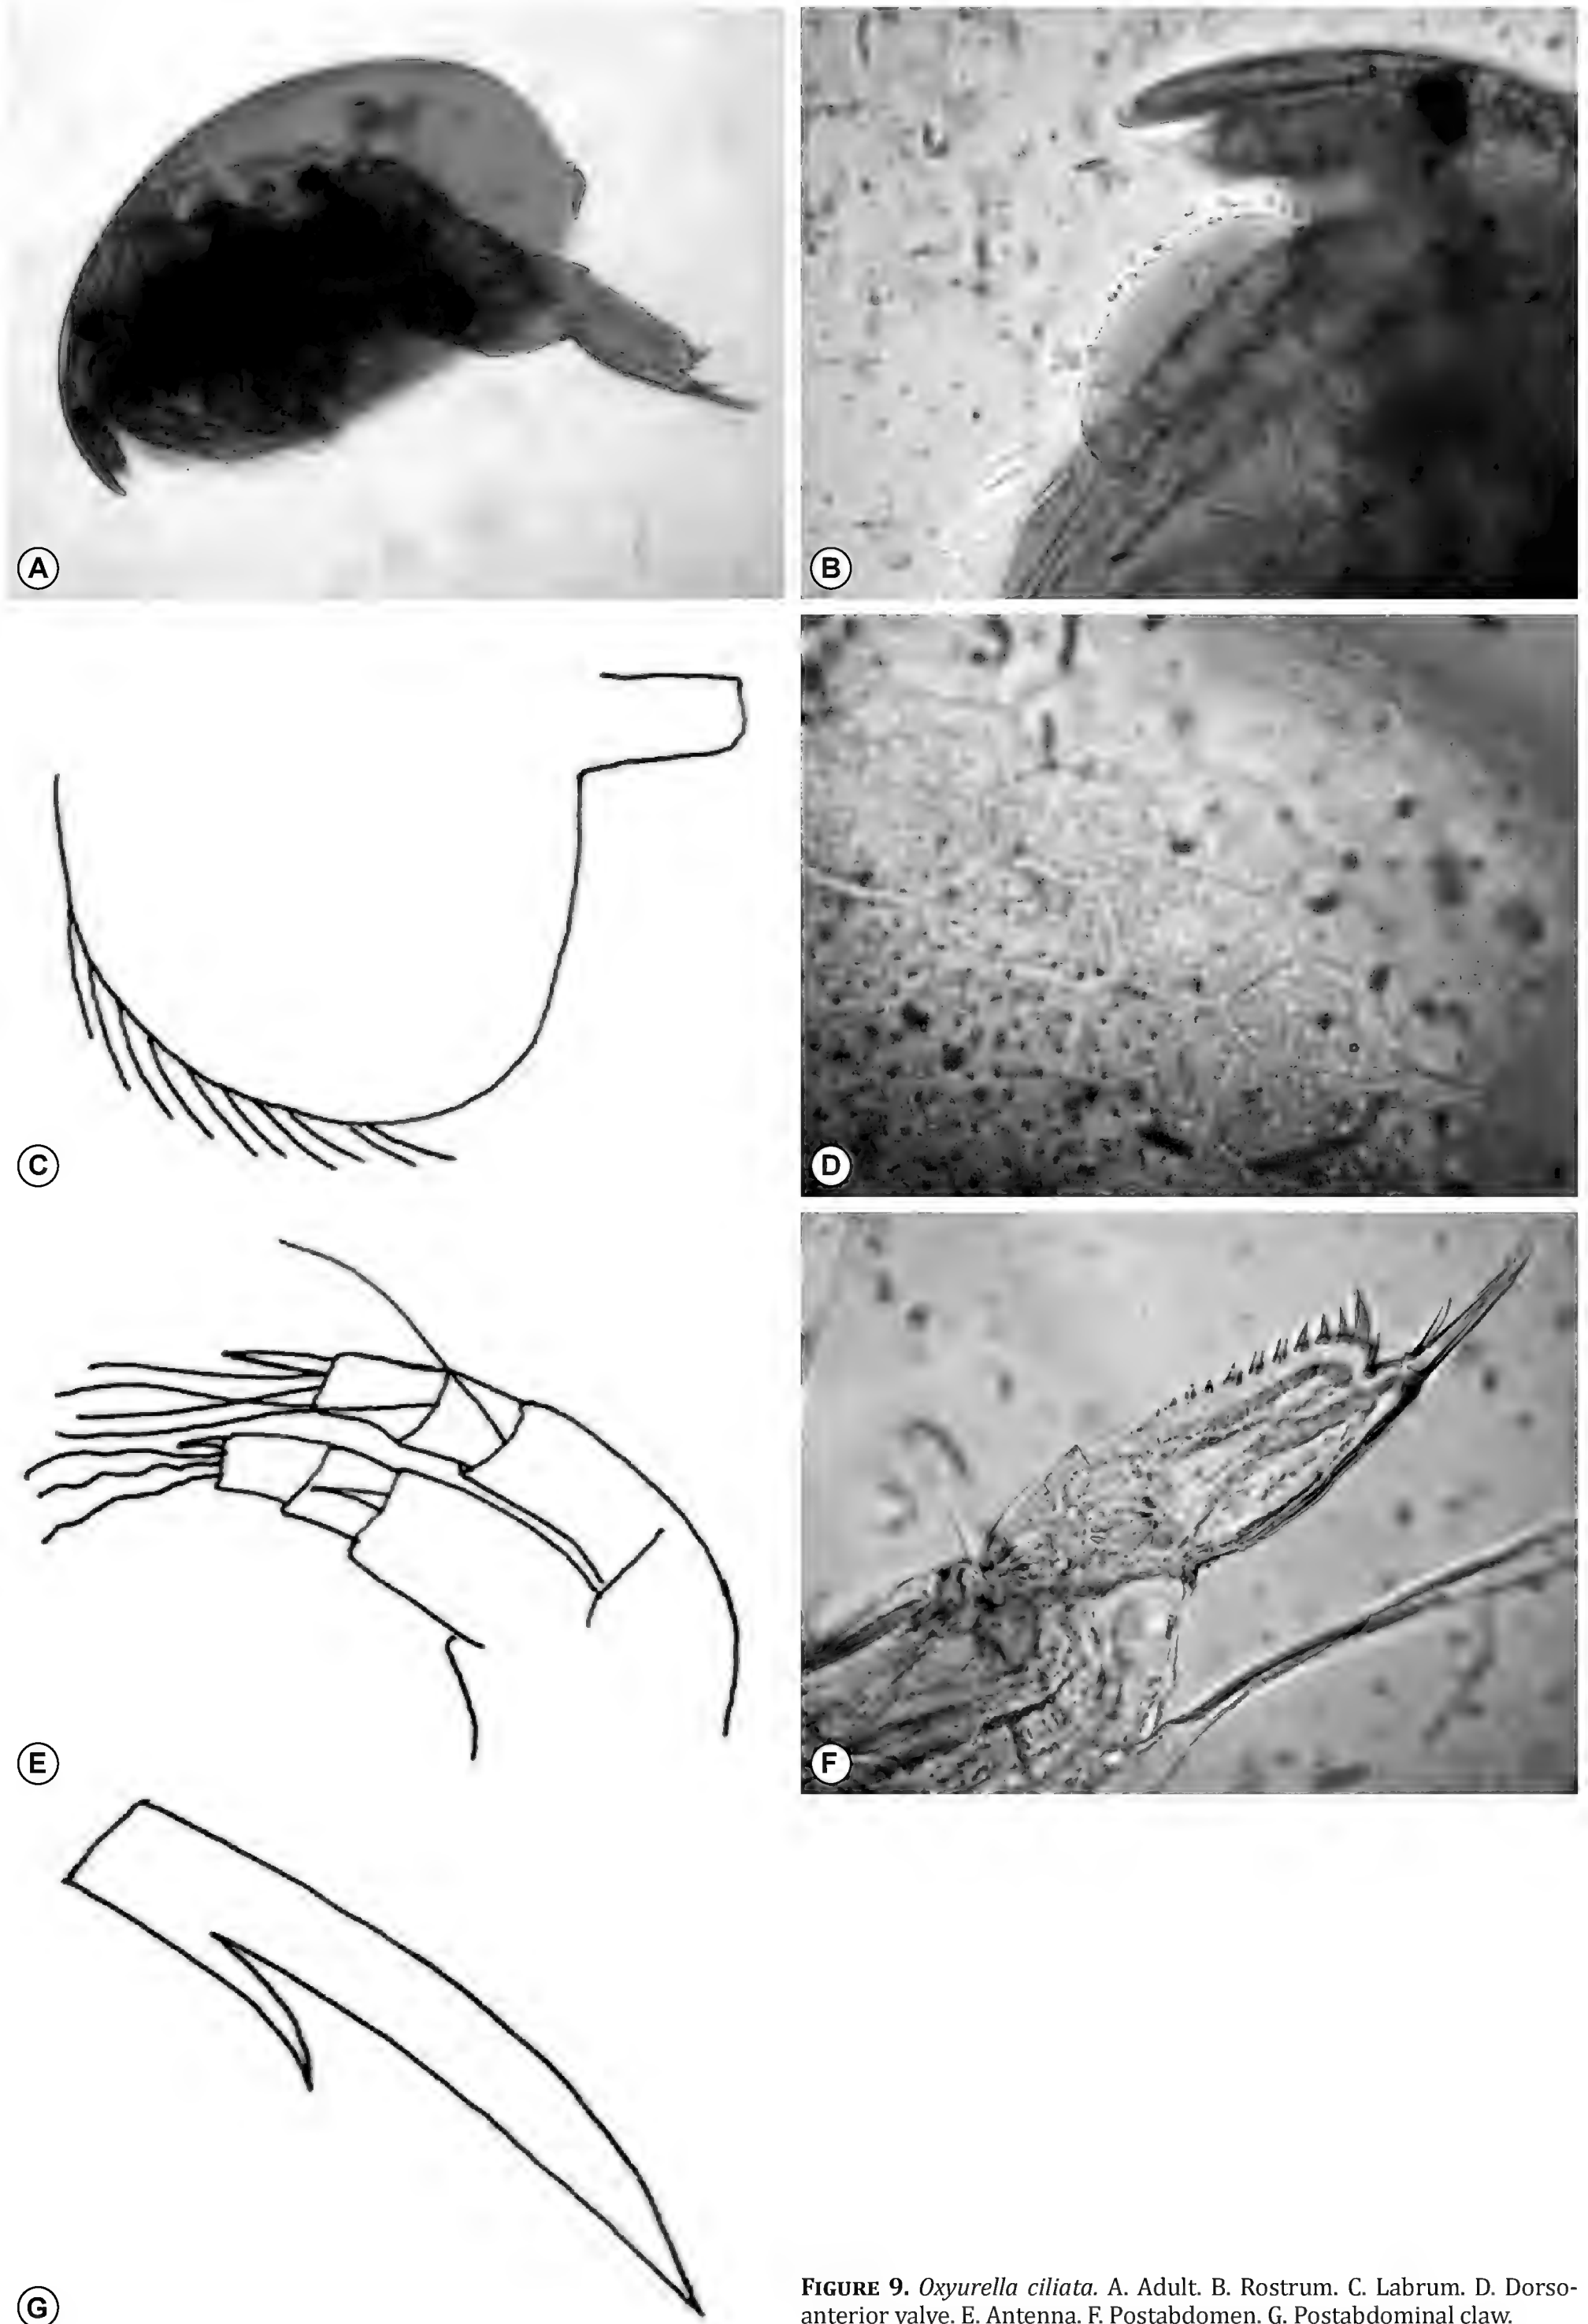 A
B
C
D
E
F
G
FIGURE 9. Oxyurella ciliata. A. Adult. B. Rostrum. C. Labrum. D. Dorso-
anterior valve. E. Antenna. F. Postabdomen. G. Postabdominal claw.